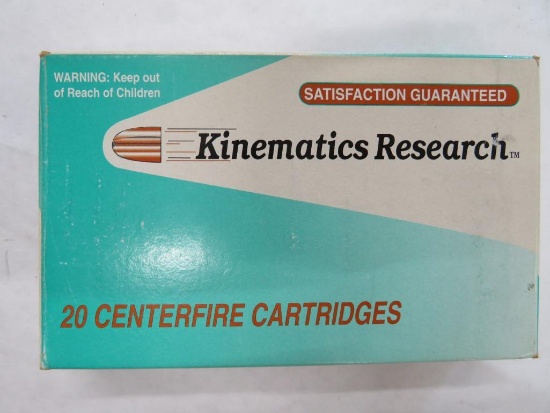 WARNING: Keep out
of Reach of Children
SATISFACTION GUARANTEED
Kinematics Research™
20 CENTERFIRE CARTRIDGES